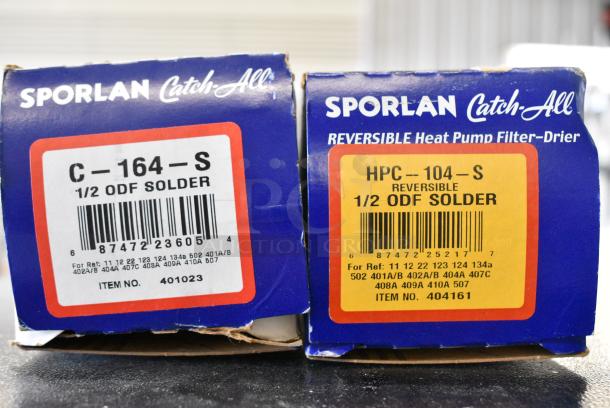 SPORLAN Catch-All
C-164-S
1/2 ODF SOLDER
6 87472 23605 4
For Ref: 11 12 22 123 124 134a 502 401A/B
402A/B 404A 407C 408A 409A 410A 507
ITEM NO. 401023
SPORLAN Catch-All
REVERSIBLE Heat Pump Filter-Drier
HPC-104-S
REVERSIBLE
1/2 ODF SOLDER
6 87472 25217 7
For Ref: 11 12 22 123 124 134a
502 401A/B 402A/B 404A 407C
408A 409A 410A 507
ITEM NO. 404161
AUCTION GROUP